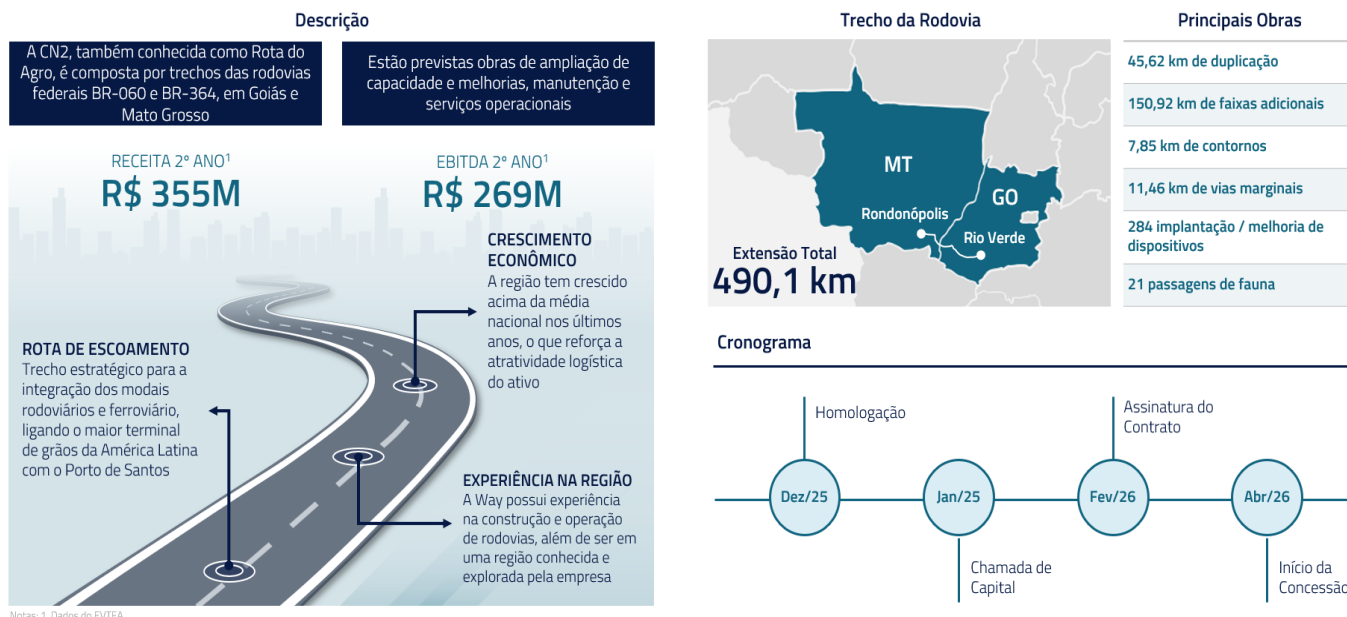 Descrição
A CN2, também conhecida como Rota do
Agro, é composta por trechos das rodovias
federais BR-060 e BR-364, em Goiás e
Mato Grosso
Estão previstas obras de ampliação de
capacidade e melhorias, manutenção e
serviços operacionais
RECEITA 2º ANO¹
R$ 355M
EBITDA 2º ANO¹
R$ 269M
CRESCIMENTO
ECONÔMICO
A região tem crescido
acima da média
nacional nos últimos
anos, o que reforça a
atratividade logística
do ativo
ROTA DE ESCOAMENTO
Trecho estratégico para a
integração dos modais
rodoviários e ferroviário,
ligando o maior terminal
de grãos da América Latina
com o Porto de Santos
EXPERIÊNCIA NA REGIÃO
A Way possui experiência
na construção e operação
de rodovias, além de ser em
uma região conhecida e
explorada pela empresa
Notas: 1. Dados do EVTEA
Trecho da Rodovia
MT
GO
Rondonópolis
Rio Verde
Extensão Total
490,1 km
Principais Obras
45,62 km de duplicação
150,92 km de faixas adicionais
7,85 km de contornos
11,46 km de vias marginais
284 implantação / melhoria de
dispositivos
21 passagens de fauna
Cronograma
Homologação
Dez/25
Jan/25
Chamada de
Capital
Assinatura do
Contrato
Fev/26
Abr/26
Início da
Concessão